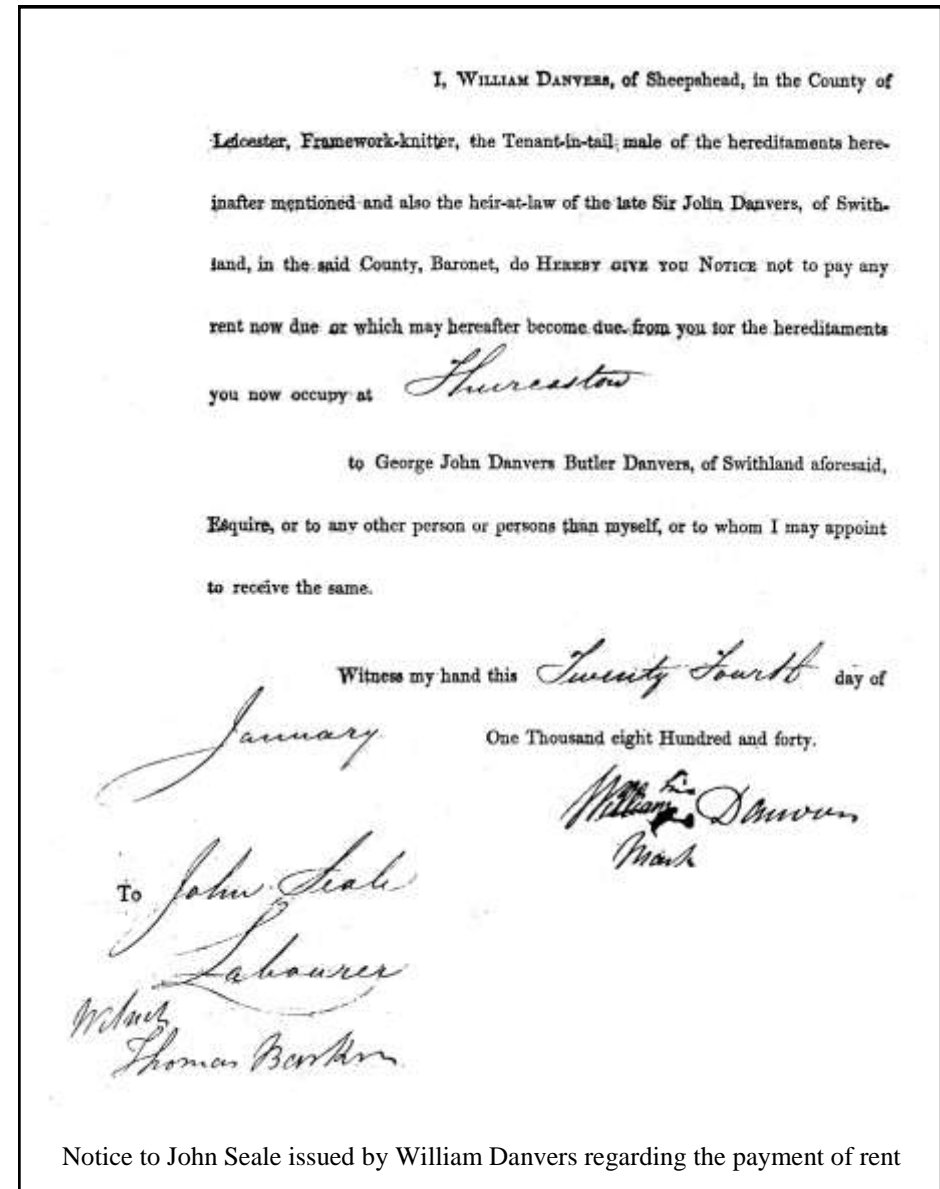 I, WILLIAM DANVERS, of Sheepshead, in the County of
Leicester, Framework-knitter, the Tenant-in-tail male of the hereditaments here-
inafter mentioned and also the heir-at-law of the late Sir John Danvers, of Swith-
land, in the said County, Baronet, do HEREBY GIVE YOU NOTICE not to pay any
rent now due or which may hereafter become due from you for the hereditaments
you now occupy at Thurcaston
to George John Danvers Butler Danvers, of Swithland aforesaid,
Esquire, or to any other person or persons than myself, or to whom I may appoint
to receive the same.
Witness my hand this Twenty Fourth day of
January One Thousand eight Hundred and forty.
William his Danvers
Mark
To John Seale
Labourer
Witness
Thomas
Notice to John Seale issued by William Danvers regarding the payment of rent